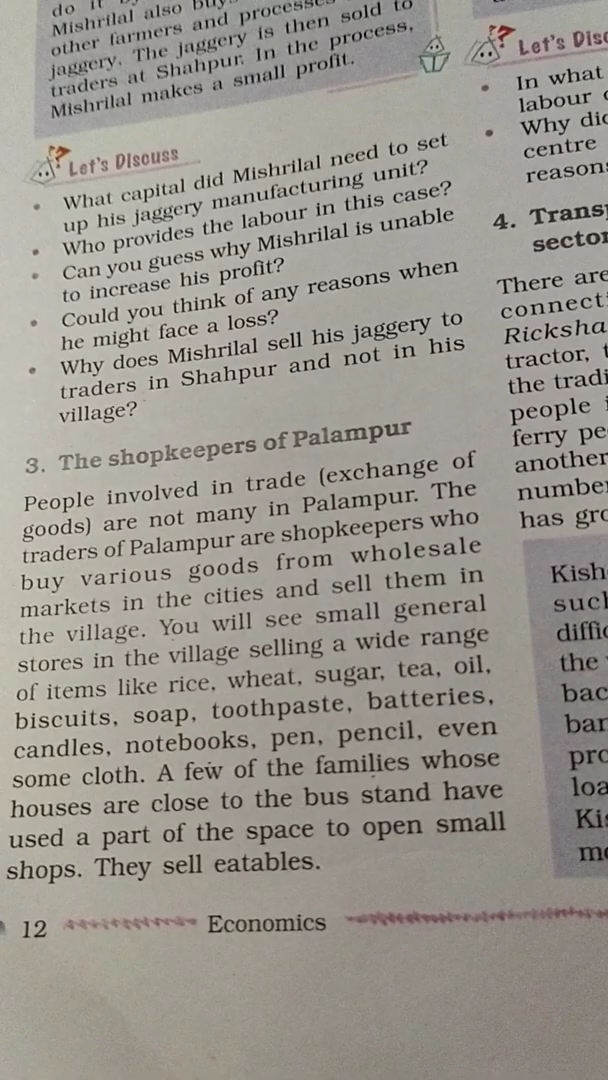 do it
Mishrilal also buys
other farmers and processes
jaggery. The jaggery is then sold to
traders at Shahpur. In the process,
Mishrilal makes a small profit.
Let's Discuss
• What capital did Mishrilal need to set
up his jaggery manufacturing unit?
• Who provides the labour in this case?
• Can you guess why Mishrilal is unable
to increase his profit?
• Could you think of any reasons when
he might face a loss?
• Why does Mishrilal sell his jaggery to
traders in Shahpur and not in his
village?
3. The shopkeepers of Palampur
People involved in trade (exchange of
goods) are not many in Palampur. The
traders of Palampur are shopkeepers who
buy various goods from wholesale
markets in the cities and sell them in
the village. You will see small general
stores in the village selling a wide range
of items like rice, wheat, sugar, tea, oil,
biscuits, soap, toothpaste, batteries,
candles, notebooks, pen, pencil, even
some cloth. A few of the families whose
houses are close to the bus stand have
used a part of the space to open small
shops. They sell eatables.
12 Economics
Let's Disc
• In what
labour
• Why did
centre
reasons
4. Transp
sector
There are
connecti
Ricksha
tractor, t
the tradi
people i
ferry pe
another
number
has gro
Kish
such
diffic
the
bac
ban
pro
loa
Kis
mo